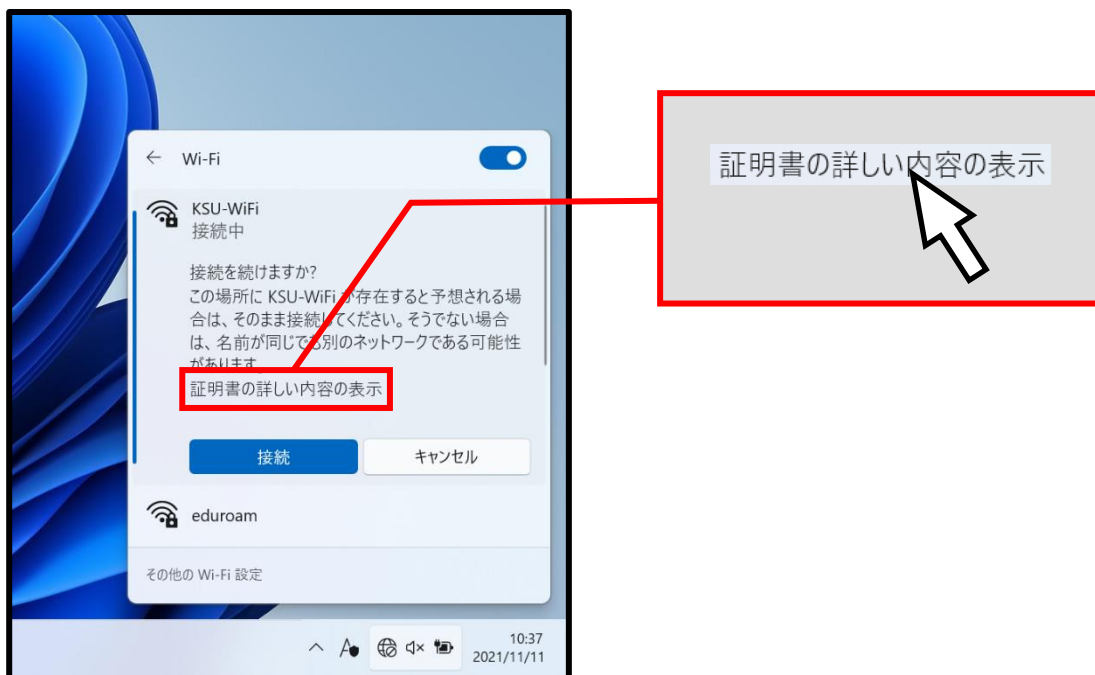 Wi-Fi
KSU-WiFi
接続中
接続を続けますか?
この場所に KSU-WiFi が存在すると予想される場
合は、そのまま接続してください。そうでない場合
は、名前が同じでも別のネットワークである可能性
があります。
証明書の詳しい内容の表示
接続
キャンセル
eduroam
その他の Wi-Fi 設定
A
10:37
2021/11/11
証明書の詳しい内容の表示